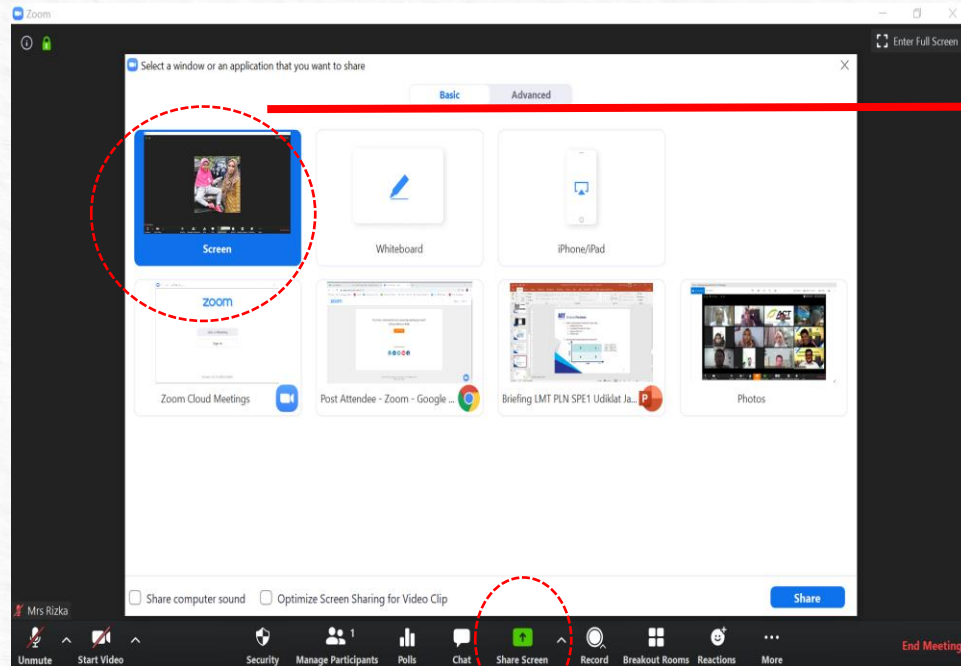 Zoom
Enter Full Screen
Select a window or an application that you want to share
Basic
Advanced
Screen
Whiteboard
iPhone/iPad
zoom
Zoom Cloud Meetings
Post Attendee - Zoom - Google ...
Briefing LMT PLN SPE1 Udiklat Ja...
Photos
Share computer sound
Optimize Screen Sharing for Video Clip
Share
Mrs Rizka
1
Unmute
Start Video
Security
Manage Participants
Polls
Chat
Share Screen
Record
Breakout Rooms
Reactions
More
End Meeting